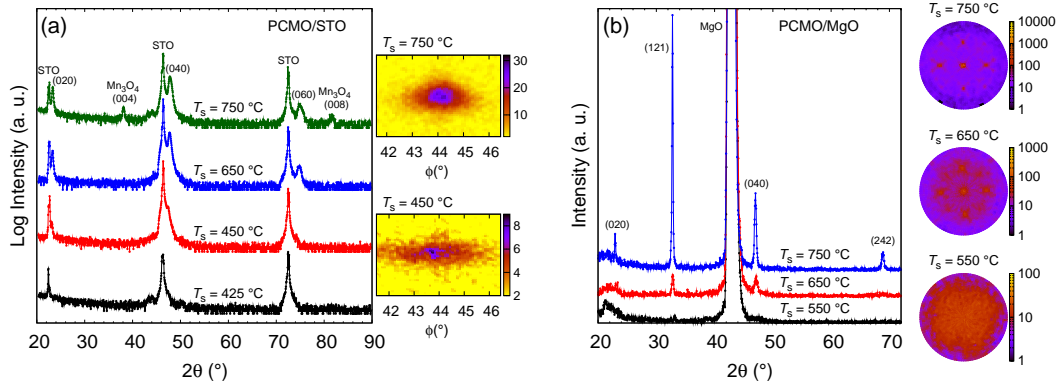 (a)
PCMO/STO
STO
(020)
Mn3O4
(004)
STO
(040)
STO
(060)
Mn3O4
(008)
Ts = 750 °C
Ts = 650 °C
Ts = 450 °C
Ts = 425 °C
Log Intensity (a. u.)
20 30 40 50 60 70 80 90
2θ (°)
Ts = 750 °C
30
20
10
42 43 44 45 46
ϕ(°)
Ts = 450 °C
8
6
4
2
42 43 44 45 46
ϕ(°)
(b)
PCMO/MgO
MgO
(121)
(020)
(040)
(242)
Ts = 750 °C
Ts = 650 °C
Ts = 550 °C
Intensity (a. u.)
20 30 40 50 60 70
2θ (°)
Ts = 750 °C
10000
1000
100
10
1
Ts = 650 °C
1000
100
10
1
Ts = 550 °C
100
10
1